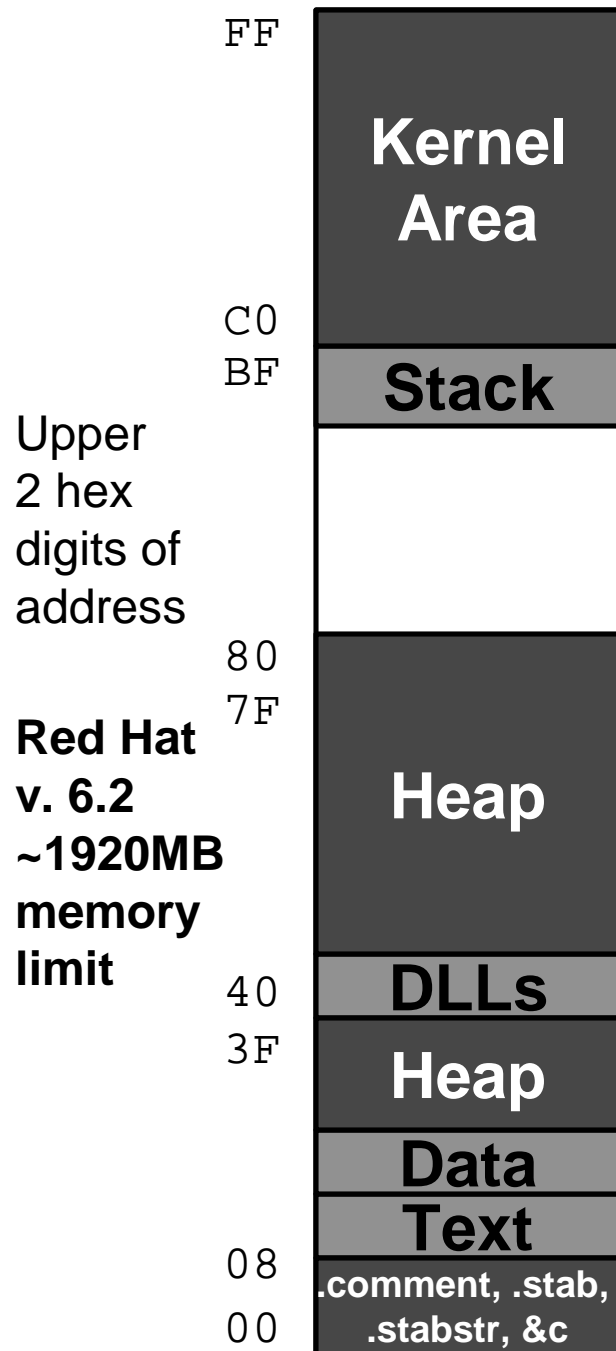 FF
Kernel
Area
C0
BF
Stack
Upper
2 hex
digits of
address
80
7F
Red Hat
v. 6.2
~1920MB
memory
limit
Heap
40
DLLs
3F
Heap
Data
Text
08
.comment, .stab,
00
.stabstr, &c